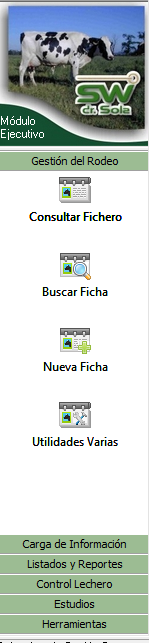 SW
de Sola
Módulo
Ejecutivo
Gestión del Rodeo
Consultar Fichero
Buscar Ficha
Nueva Ficha
Utilidades Varias
Carga de Información
Listados y Reportes
Control Lechero
Estudios
Herramientas